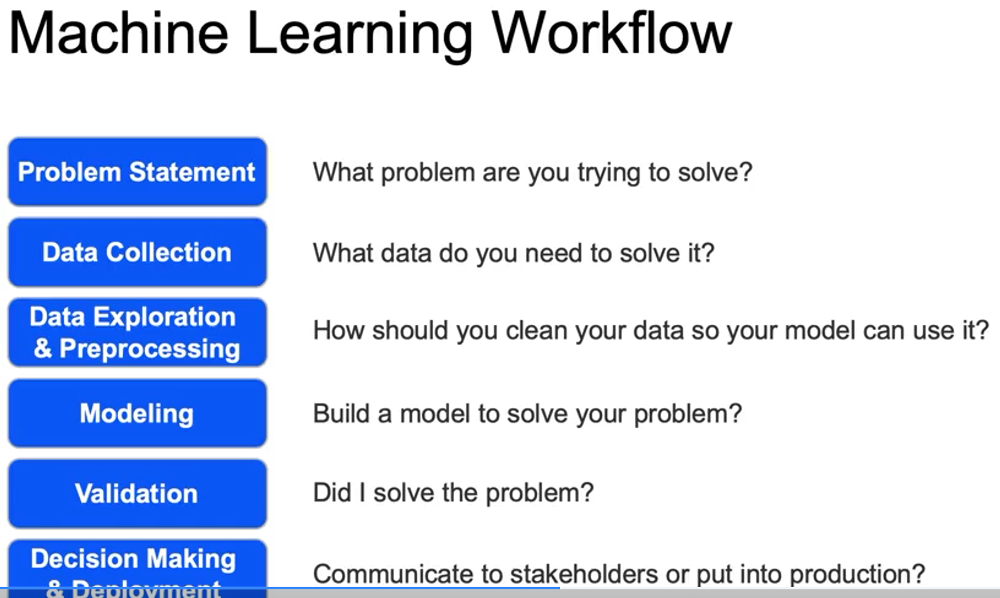 Machine Learning Workflow
Problem Statement
What problem are you trying to solve?
Data Collection
What data do you need to solve it?
Data Exploration
& Preprocessing
How should you clean your data so your model can use it?
Modeling
Build a model to solve your problem?
Validation
Did I solve the problem?
Decision Making
& Deployment
Communicate to stakeholders or put into production?